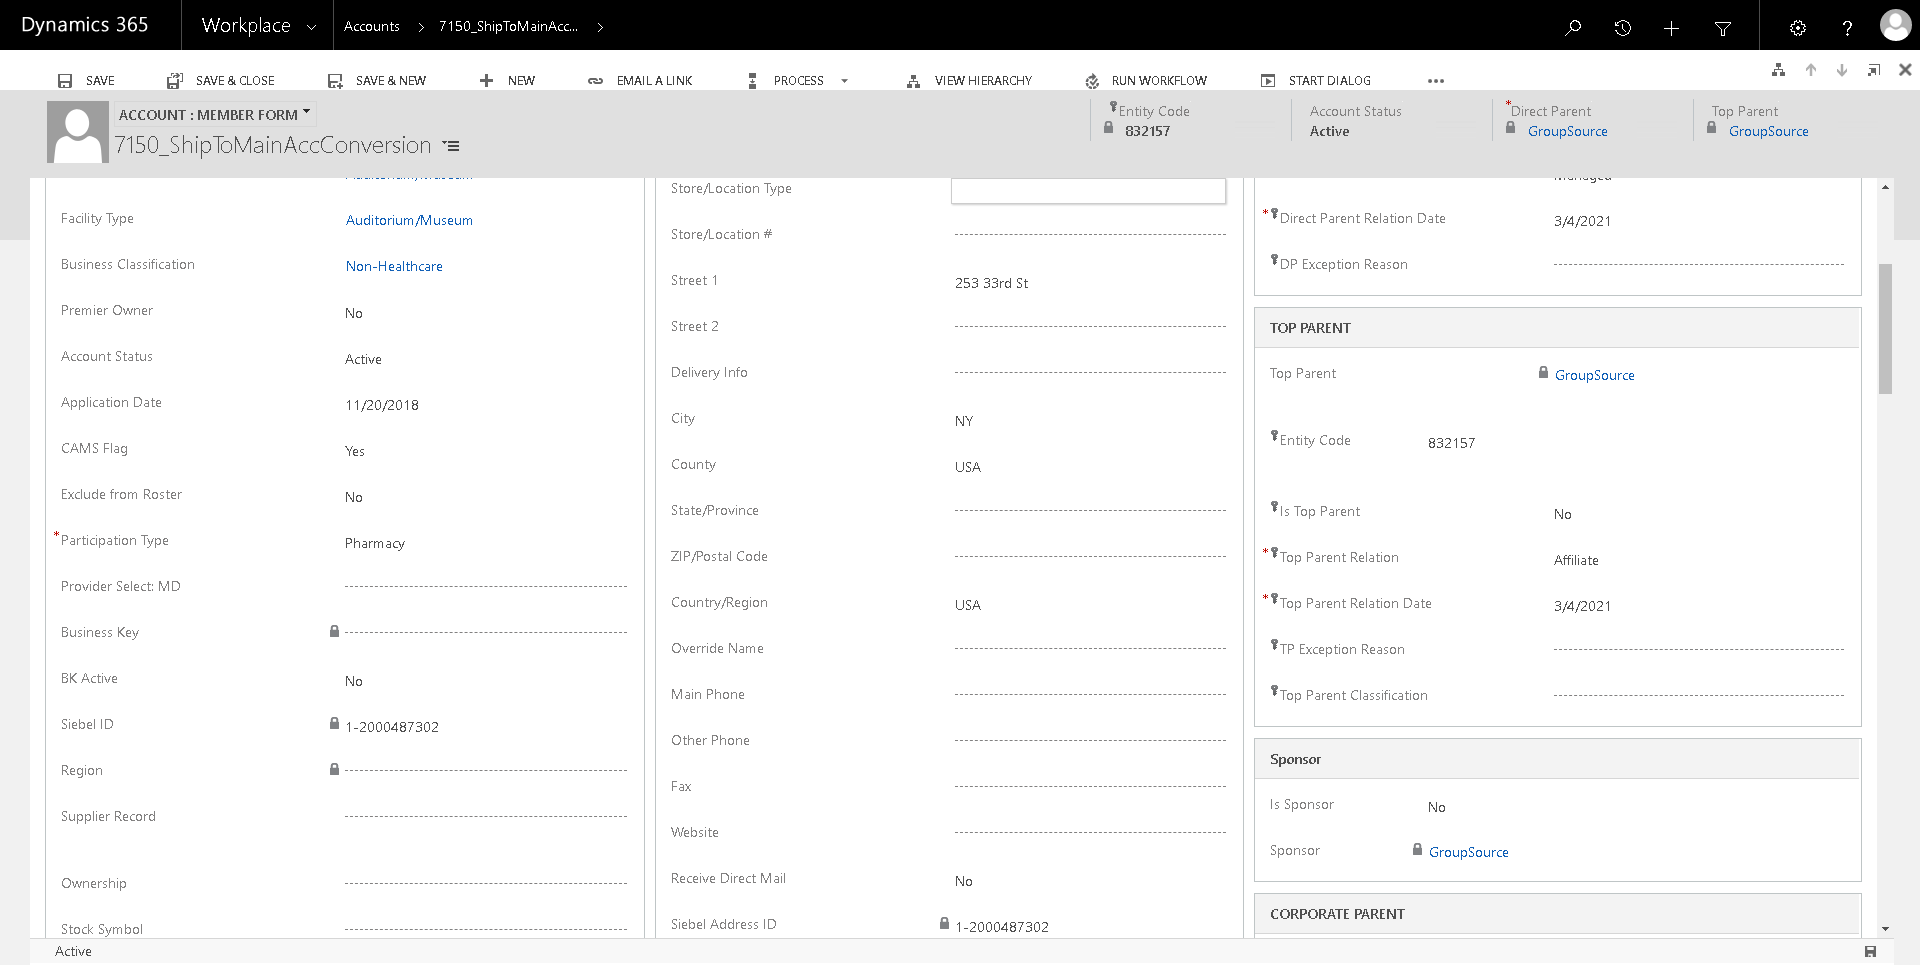 Dynamics 365
Workplace
Accounts
7150_ShipToMainAcc...
SAVE
SAVE & CLOSE
SAVE & NEW
NEW
EMAIL A LINK
PROCESS
VIEW HIERARCHY
RUN WORKFLOW
START DIALOG
ACCOUNT : MEMBER FORM
7150_ShipToMainAccConversion
Entity Code
832157
Account Status
Active
*Direct Parent
GroupSource
Top Parent
GroupSource
Auditorium/Museum
Facility Type
Auditorium/Museum
Business Classification
Non-Healthcare
Premier Owner
No
Account Status
Active
Application Date
11/20/2018
CAMS Flag
Yes
Exclude from Roster
No
*Participation Type
Pharmacy
Provider Select: MD
Business Key
BK Active
No
Siebel ID
1-2000487302
Region
Supplier Record
Ownership
Stock Symbol
Store/Location Type
Store/Location #
Street 1
253 33rd St
Street 2
Delivery Info
City
NY
County
USA
State/Province
ZIP/Postal Code
Country/Region
USA
Override Name
Main Phone
Other Phone
Fax
Website
Receive Direct Mail
No
Siebel Address ID
1-2000487302
Managed
*Direct Parent Relation Date
3/4/2021
DP Exception Reason
TOP PARENT
Top Parent
GroupSource
Entity Code
832157
Is Top Parent
No
*Top Parent Relation
Affiliate
*Top Parent Relation Date
3/4/2021
TP Exception Reason
Top Parent Classification
Sponsor
Is Sponsor
No
Sponsor
GroupSource
CORPORATE PARENT
Active